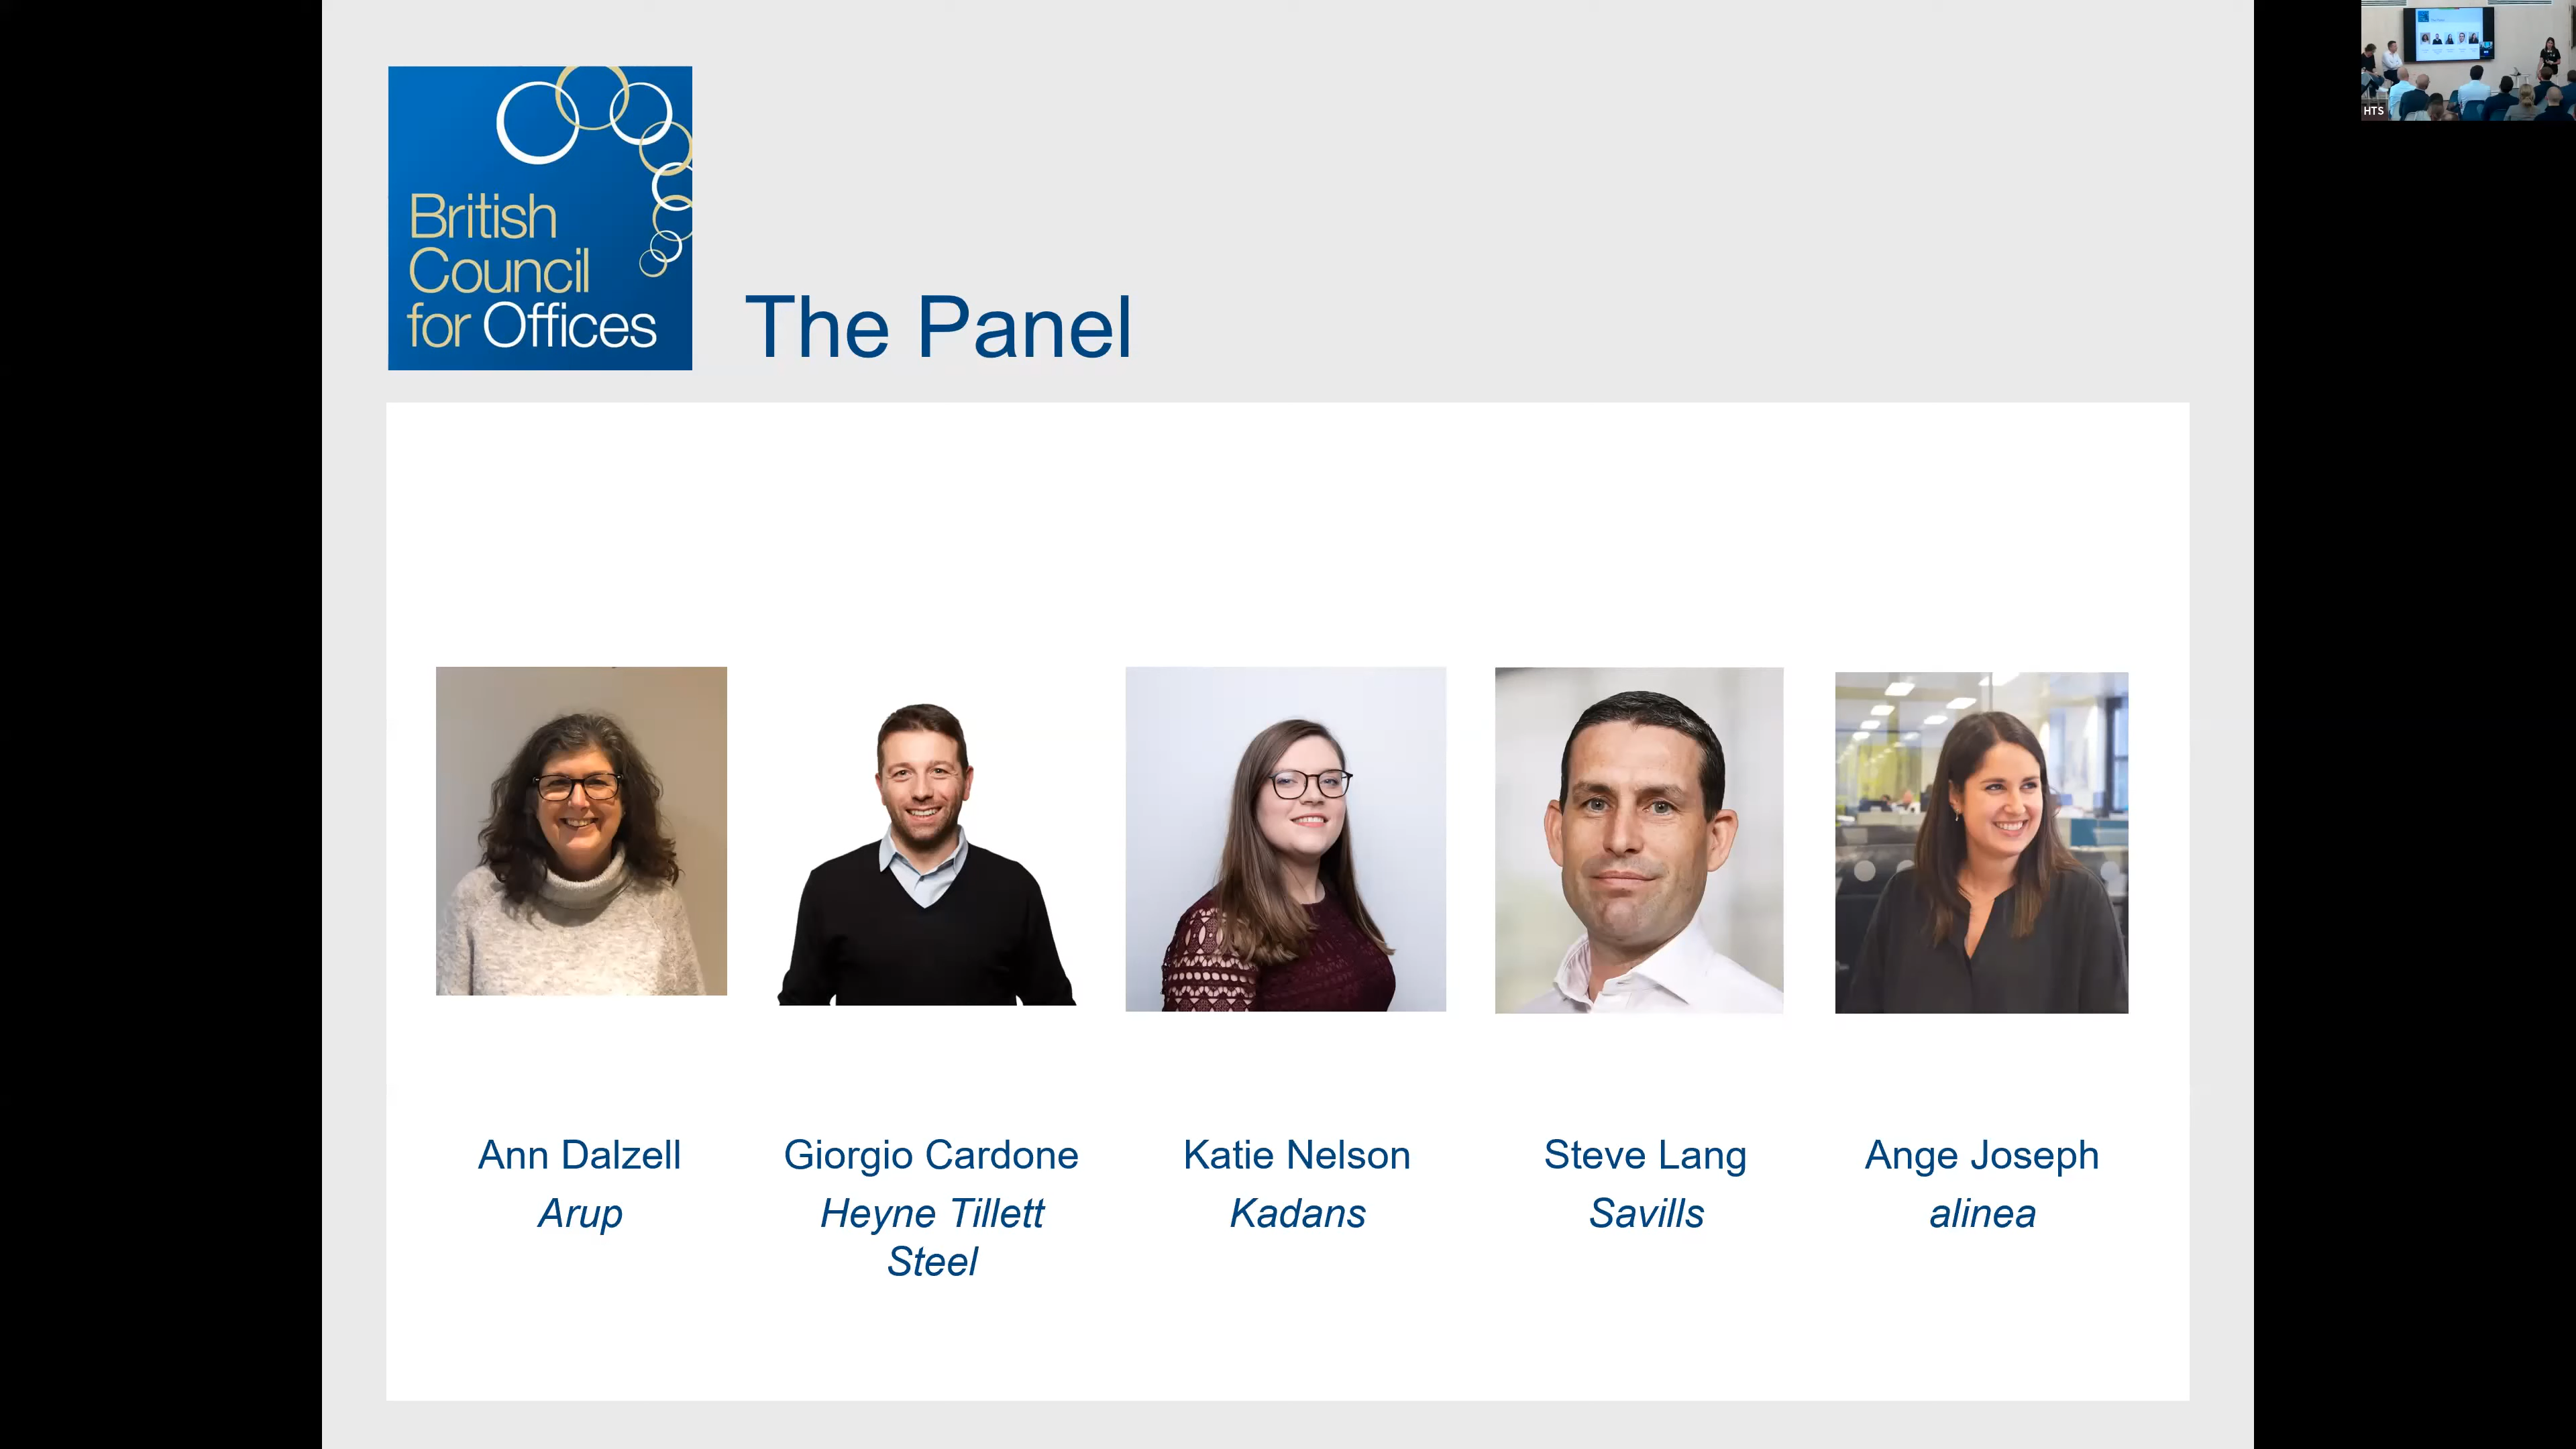 British
Council
for Offices
The Panel
HTS
Ann Dalzell
Arup
Giorgio Cardone
Heyne Tillett
Steel
Katie Nelson
Kadans
Steve Lang
Savills
Ange Joseph
alinea